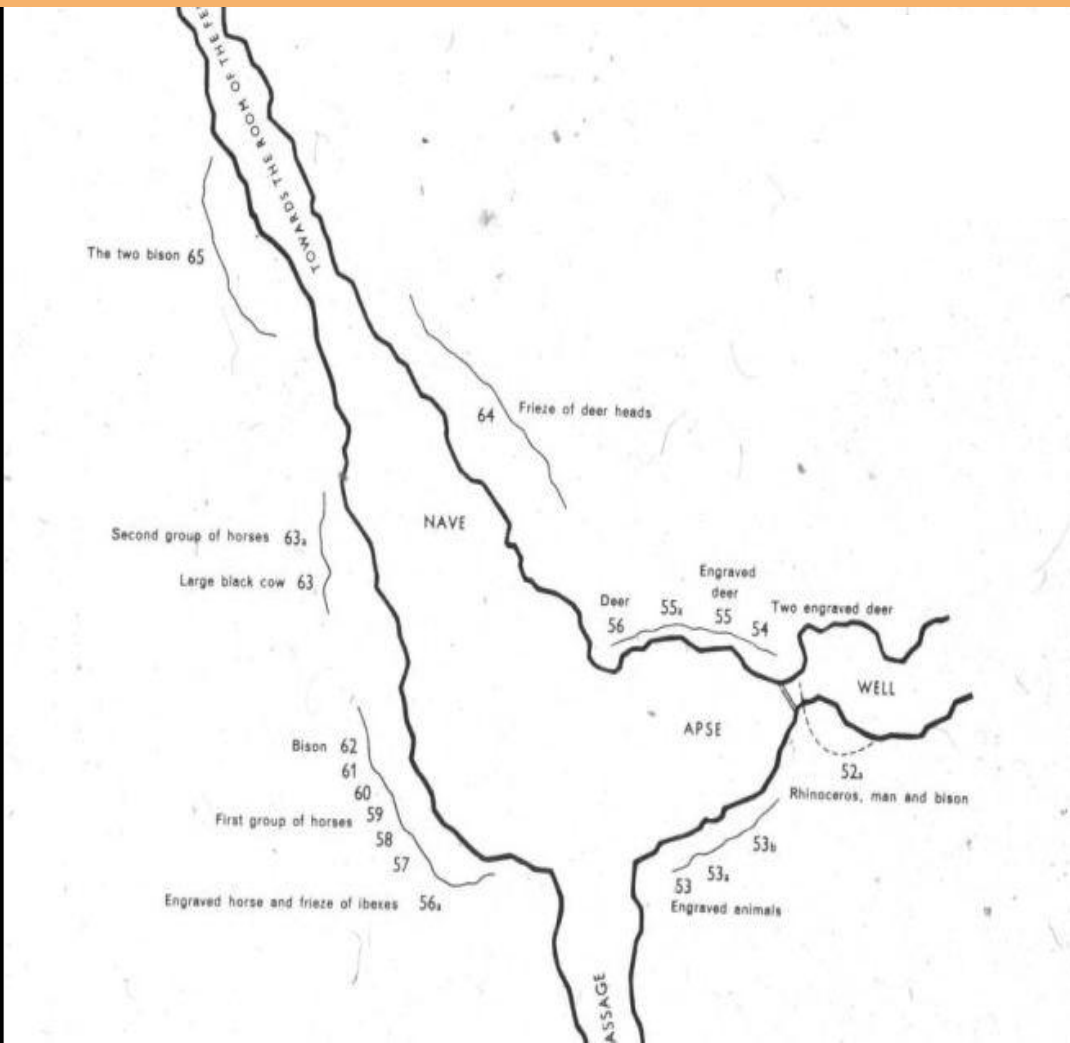 TOWARDS THE ROOM OF THE FE
The two bison 65
64 Frieze of deer heads
NAVE
Second group of horses 63a
Large black cow 63
Engraved
deer
Deer
56
55a
55
54
Two engraved deer
WELL
APSE
52a
Rhinoceros, man and bison
Bison 62
61
60
First group of horses 59
58
57
Engraved horse and frieze of ibexes 56a
53b
53a
53
Engraved animals
ASSAGE